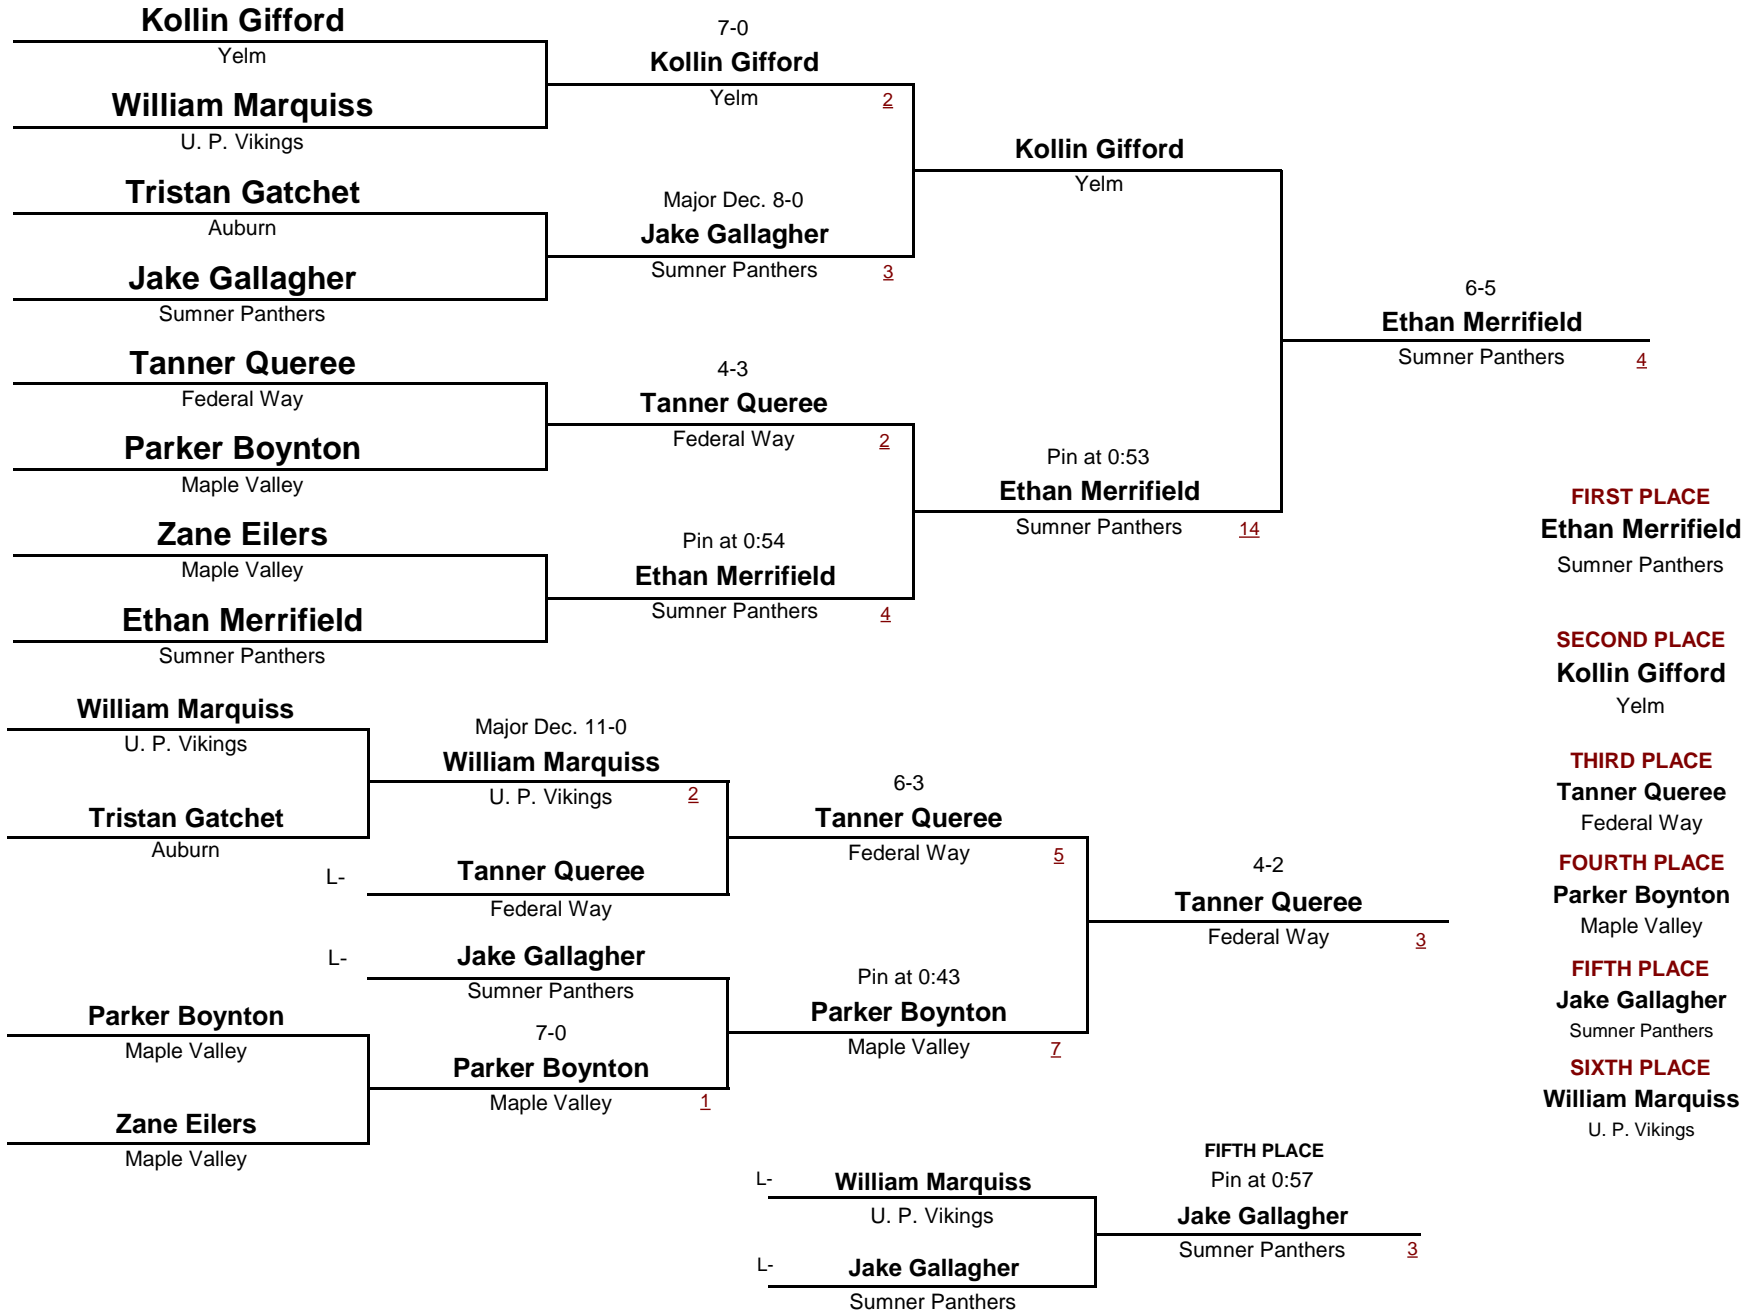 Kollin Gifford
Yelm
William Marquiss
U. P. Vikings
Tristan Gatchet
Auburn
Jake Gallagher
Sumner Panthers
Tanner Queree
Federal Way
Parker Boynton
Maple Valley
Zane Eilers
Maple Valley
Ethan Merrifield
Sumner Panthers
7-0
Kollin Gifford
Yelm 2
Major Dec. 8-0
Jake Gallagher
Sumner Panthers 3
4-3
Tanner Queree
Federal Way 2
Pin at 0:54
Ethan Merrifield
Sumner Panthers 4
Kollin Gifford
Yelm
Pin at 0:53
Ethan Merrifield
Sumner Panthers 14
6-5
Ethan Merrifield
Sumner Panthers 4
William Marquiss
U. P. Vikings
Tristan Gatchet
Auburn
Parker Boynton
Maple Valley
Zane Eilers
Maple Valley
Major Dec. 11-0
William Marquiss
U. P. Vikings 2
L- Tanner Queree
Federal Way
L- Jake Gallagher
Sumner Panthers
7-0
Parker Boynton
Maple Valley 1
6-3
Tanner Queree
Federal Way 5
Pin at 0:43
Parker Boynton
Maple Valley 7
4-2
Tanner Queree
Federal Way 3
L- William Marquiss
U. P. Vikings
L- Jake Gallagher
Sumner Panthers
FIFTH PLACE
Pin at 0:57
Jake Gallagher
Sumner Panthers 3
FIRST PLACE
Ethan Merrifield
Sumner Panthers
SECOND PLACE
Kollin Gifford
Yelm
THIRD PLACE
Tanner Queree
Federal Way
FOURTH PLACE
Parker Boynton
Maple Valley
FIFTH PLACE
Jake Gallagher
Sumner Panthers
SIXTH PLACE
William Marquiss
U. P. Vikings